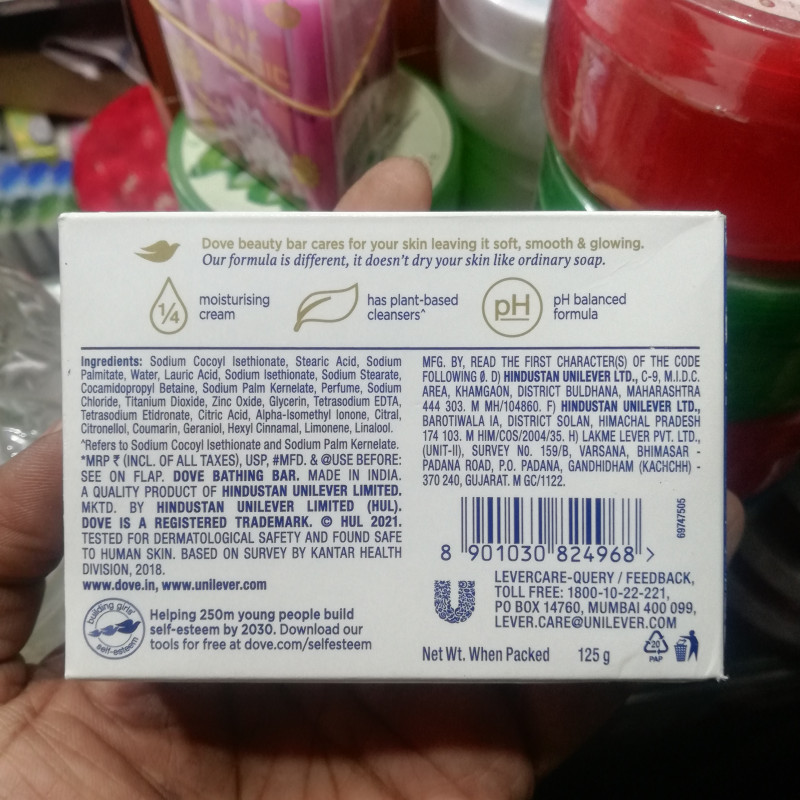 Dove beauty bar cares for your skin leaving it soft, smooth & glowing.
Our formula is different, it doesn't dry your skin like ordinary soap.
1/4
moisturising
cream
has plant-based
cleansers^
pH
pH balanced
formula
Ingredients: Sodium Cocoyl Isethionate, Stearic Acid, Sodium
Palmitate, Water, Lauric Acid, Sodium Isethionate, Sodium Stearate,
Cocamidopropyl Betaine, Sodium Palm Kernelate, Perfume, Sodium
Chloride, Titanium Dioxide, Zinc Oxide, Glycerin, Tetrasodium EDTA,
Tetrasodium Etidronate, Citric Acid, Alpha-Isomethyl Ionone, Citral,
Citronellol, Coumarin, Geraniol, Hexyl Cinnamal, Limonene, Linalool.
^Refers to Sodium Cocoyl Isethionate and Sodium Palm Kernelate.
*MRP ₹ (INCL. OF ALL TAXES), USP, #MFD. & @USE BEFORE:
SEE ON FLAP. DOVE BATHING BAR. MADE IN INDIA.
A QUALITY PRODUCT OF HINDUSTAN UNILEVER LIMITED.
MKTD. BY HINDUSTAN UNILEVER LIMITED (HUL).
DOVE IS A REGISTERED TRADEMARK. © HUL 2021.
TESTED FOR DERMATOLOGICAL SAFETY AND FOUND SAFE
TO HUMAN SKIN. BASED ON SURVEY BY KANTAR HEALTH
DIVISION, 2018.
www.dove.in, www.unilever.com
building girls'
self-esteem
Helping 250m young people build
self-esteem by 2030. Download our
tools for free at dove.com/selfesteem
MFG. BY, READ THE FIRST CHARACTER(S) OF THE CODE
FOLLOWING Ø. D) HINDUSTAN UNILEVER LTD., C-9, M.I.D.C.
AREA, KHAMGAON, DISTRICT BULDHANA, MAHARASHTRA
444 303. M MH/104860. F) HINDUSTAN UNILEVER LTD.,
BAROTIWALA IA, DISTRICT SOLAN, HIMACHAL PRADESH
174 103. M HIM/COS/2004/35. H) LAKME LEVER PVT. LTD.,
(UNIT-II), SURVEY NO. 159/B, VARSANA, BHIMASAR -
PADANA ROAD, P.O. PADANA, GANDHIDHAM (KACHCHH) -
370 240, GUJARAT. M GC/1122.
8 901030 824968 >
69747505
LEVERCARE-QUERY / FEEDBACK,
TOLL FREE: 1800-10-22-221,
PO BOX 14760, MUMBAI 400 099,
LEVER.CARE@UNILEVER.COM
Net Wt. When Packed 125 g
20
PAP